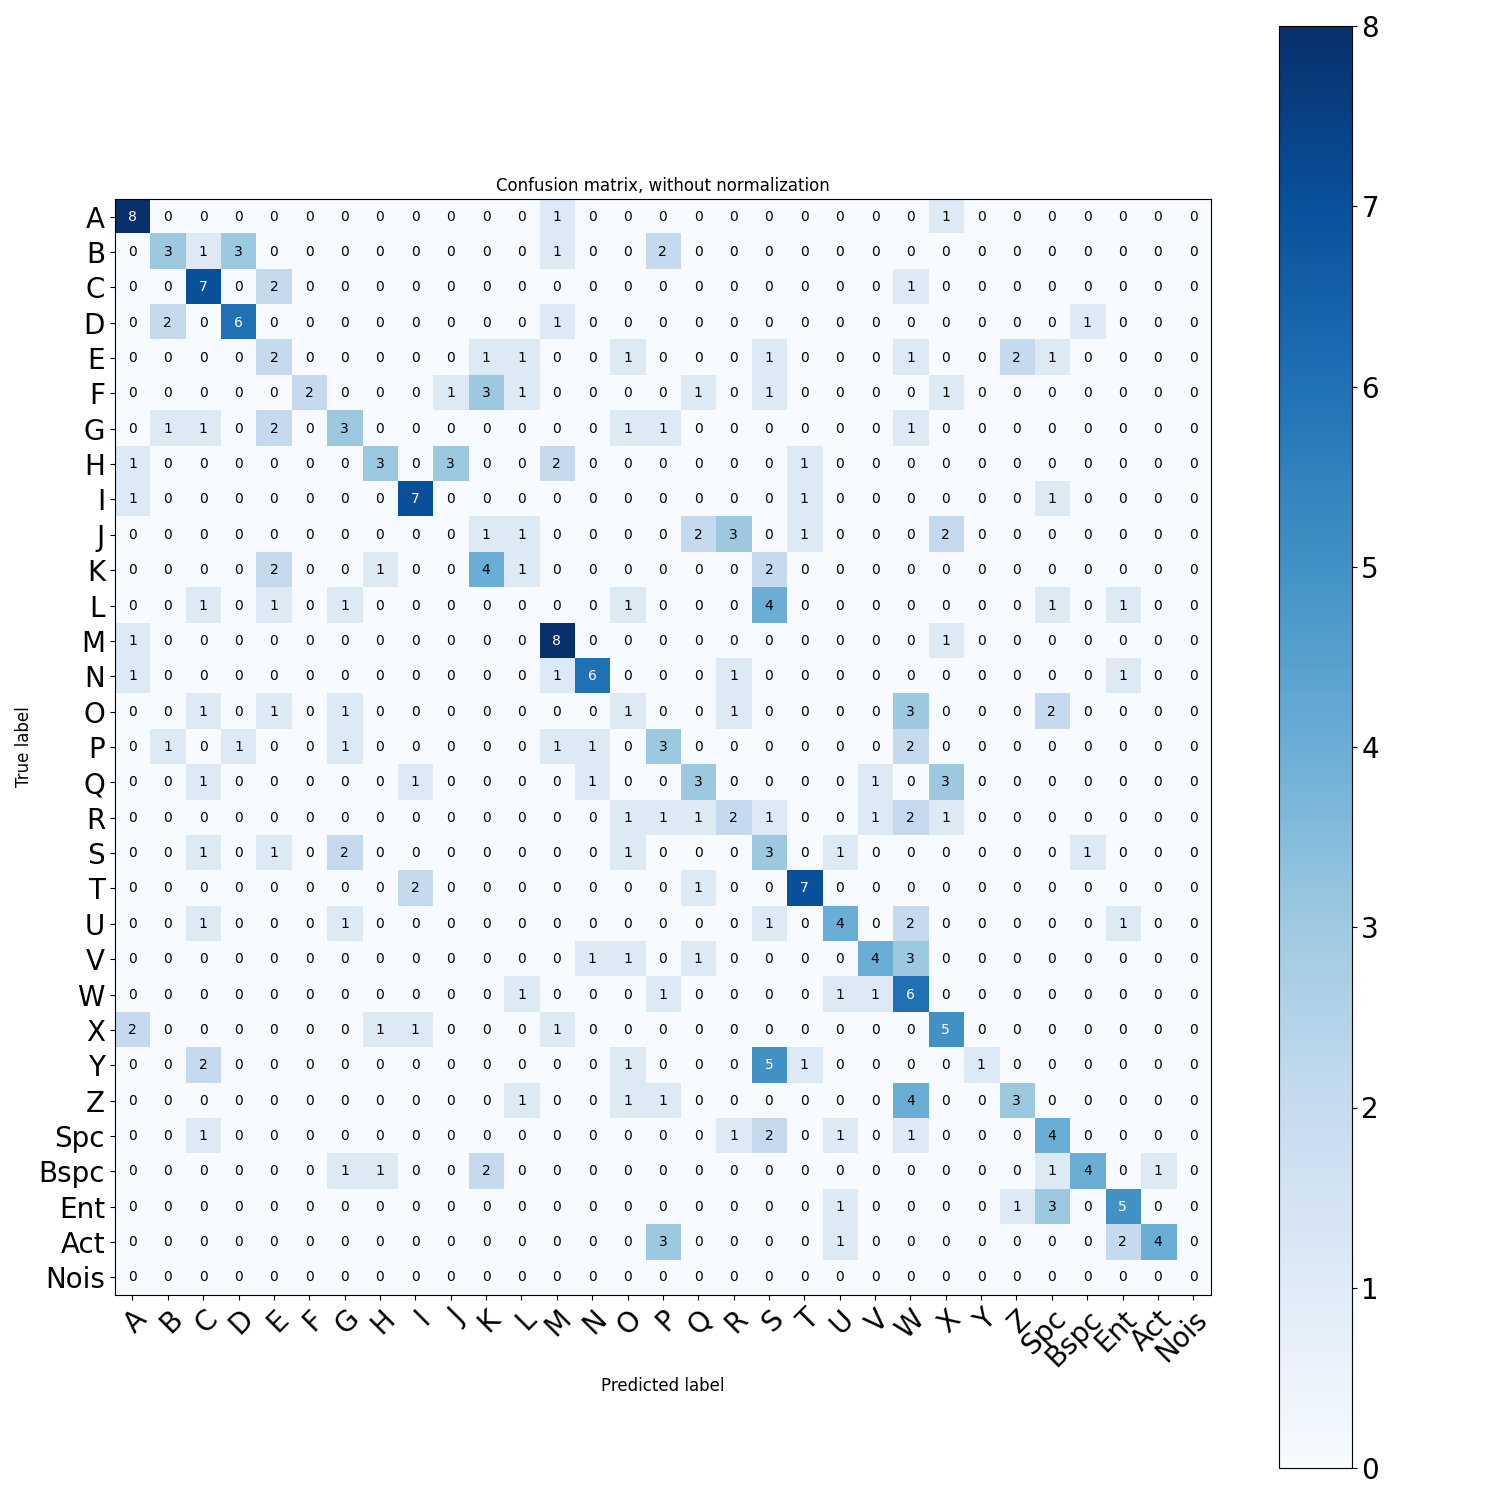 Confusion matrix, without normalization
A 8 0 0 0 0 0 0 0 0 0 0 0 1 0 0 0 0 0 0 0 0 0 0 1 0 0 0 0 0 0 0
B 0 3 1 3 0 0 0 0 0 0 0 0 1 0 0 2 0 0 0 0 0 0 0 0 0 0 0 0 0 0 0
C 0 0 7 0 2 0 0 0 0 0 0 0 0 0 0 0 0 0 0 0 0 0 1 0 0 0 0 0 0 0 0
D 0 2 0 6 0 0 0 0 0 0 0 0 1 0 0 0 0 0 0 0 0 0 0 0 0 0 0 1 0 0 0
E 0 0 0 0 2 0 0 0 0 0 1 1 0 0 1 0 0 0 1 0 0 0 1 0 0 2 1 0 0 0 0
F 0 0 0 0 0 2 0 0 0 1 3 1 0 0 0 0 1 0 1 0 0 0 0 1 0 0 0 0 0 0 0
G 0 1 1 0 2 0 3 0 0 0 0 0 0 0 1 1 0 0 0 0 0 0 1 0 0 0 0 0 0 0 0
H 1 0 0 0 0 0 0 3 0 3 0 0 2 0 0 0 0 0 0 1 0 0 0 0 0 0 0 0 0 0 0
I 1 0 0 0 0 0 0 0 7 0 0 0 0 0 0 0 0 0 0 1 0 0 0 0 0 0 1 0 0 0 0
J 0 0 0 0 0 0 0 0 0 0 1 1 0 0 0 0 2 3 0 1 0 0 0 2 0 0 0 0 0 0 0
K 0 0 0 0 2 0 0 1 0 0 4 1 0 0 0 0 0 0 2 0 0 0 0 0 0 0 0 0 0 0 0
L 0 0 1 0 1 0 1 0 0 0 0 0 0 0 1 0 0 0 4 0 0 0 0 0 0 0 1 0 1 0 0
M 1 0 0 0 0 0 0 0 0 0 0 0 8 0 0 0 0 0 0 0 0 0 0 1 0 0 0 0 0 0 0
N 1 0 0 0 0 0 0 0 0 0 0 0 1 6 0 0 0 1 0 0 0 0 0 0 0 0 0 0 1 0 0
O 0 0 1 0 1 0 1 0 0 0 0 0 0 0 1 0 0 1 0 0 0 0 3 0 0 0 2 0 0 0 0
P 0 1 0 1 0 0 1 0 0 0 0 0 1 1 0 3 0 0 0 0 0 0 2 0 0 0 0 0 0 0 0
Q 0 0 1 0 0 0 0 0 1 0 0 0 0 1 0 0 3 0 0 0 0 1 0 3 0 0 0 0 0 0 0
R 0 0 0 0 0 0 0 0 0 0 0 0 0 0 1 1 1 2 1 0 0 1 2 1 0 0 0 0 0 0 0
S 0 0 1 0 1 0 2 0 0 0 0 0 0 0 1 0 0 0 3 0 1 0 0 0 0 0 0 1 0 0 0
T 0 0 0 0 0 0 0 0 2 0 0 0 0 0 0 0 1 0 0 7 0 0 0 0 0 0 0 0 0 0 0
U 0 0 1 0 0 0 1 0 0 0 0 0 0 0 0 0 0 0 1 0 4 0 2 0 0 0 0 0 1 0 0
V 0 0 0 0 0 0 0 0 0 0 0 0 0 1 1 0 1 0 0 0 0 4 3 0 0 0 0 0 0 0 0
W 0 0 0 0 0 0 0 0 0 0 0 1 0 0 0 1 0 0 0 0 1 1 6 0 0 0 0 0 0 0 0
X 2 0 0 0 0 0 0 1 1 0 0 0 1 0 0 0 0 0 0 0 0 0 0 5 0 0 0 0 0 0 0
Y 0 0 2 0 0 0 0 0 0 0 0 0 0 0 1 0 0 0 5 1 0 0 0 0 1 0 0 0 0 0 0
Z 0 0 0 0 0 0 0 0 0 0 0 1 0 0 1 1 0 0 0 0 0 0 4 0 0 3 0 0 0 0 0
Spc 0 0 1 0 0 0 0 0 0 0 0 0 0 0 0 0 0 1 2 0 1 0 1 0 0 0 4 0 0 0 0
Bspc 0 0 0 0 0 0 1 1 0 0 2 0 0 0 0 0 0 0 0 0 0 0 0 0 0 0 1 4 0 1 0
Ent 0 0 0 0 0 0 0 0 0 0 0 0 0 0 0 0 0 0 0 0 1 0 0 0 0 1 3 0 5 0 0
Act 0 0 0 0 0 0 0 0 0 0 0 0 0 0 0 3 0 0 0 0 1 0 0 0 0 0 0 0 2 4 0
Nois 0 0 0 0 0 0 0 0 0 0 0 0 0 0 0 0 0 0 0 0 0 0 0 0 0 0 0 0 0 0 0
A B C D E F G H I J K L M N O P Q R S T U V W X Y Z Spc Bspc Ent Act Nois
Predicted label
True label
8
7
6
5
4
3
2
1
0